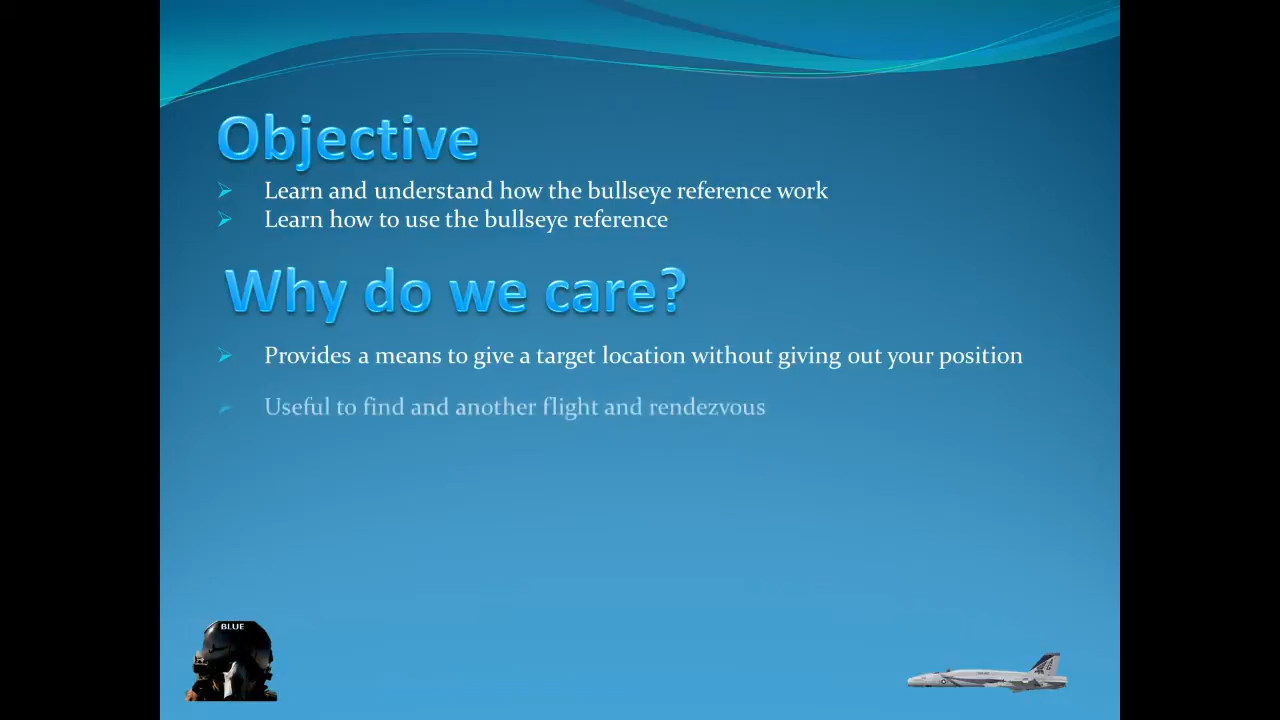 Objective
Learn and understand how the bullseye reference work
Learn how to use the bullseye reference
Why do we care?
Provides a means to give a target location without giving out your position
Useful to find and another flight and rendezvous
BLUE